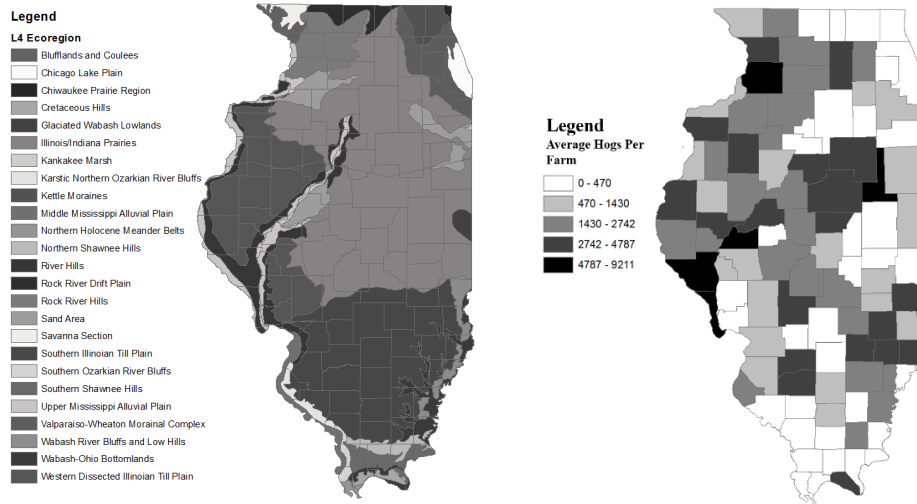 Legend
L4 Ecoregion
Blufflands and Coulees
Chicago Lake Plain
Chiwaukee Prairie Region
Cretaceous Hills
Glaciated Wabash Lowlands
Illinois/Indiana Prairies
Kankakee Marsh
Karstic Northern Ozarkian River Bluffs
Kettle Moraines
Middle Mississippi Alluvial Plain
Northern Holocene Meander Belts
Northern Shawnee Hills
River Hills
Rock River Drift Plain
Rock River Hills
Sand Area
Savanna Section
Southern Illinoian Till Plain
Southern Ozarkian River Bluffs
Southern Shawnee Hills
Upper Mississippi Alluvial Plain
Valparaiso-Wheaton Morainal Complex
Wabash River Bluffs and Low Hills
Wabash-Ohio Bottomlands
Western Dissected Illinoian Till Plain
Legend
Average Hogs Per
Farm
0 - 470
470 - 1430
1430 - 2742
2742 - 4787
4787 - 9211